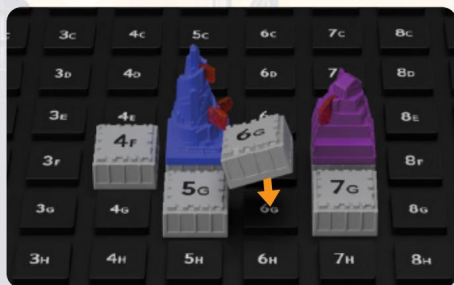 3C 4C 5C 6C 7C 8C
3D 4D 6D 7 8D
3E 4E 8E
4F 6G
3F 8F
5G 7G
3G 4G 6G 8G
3H 4H 5H 6H 7H 8H